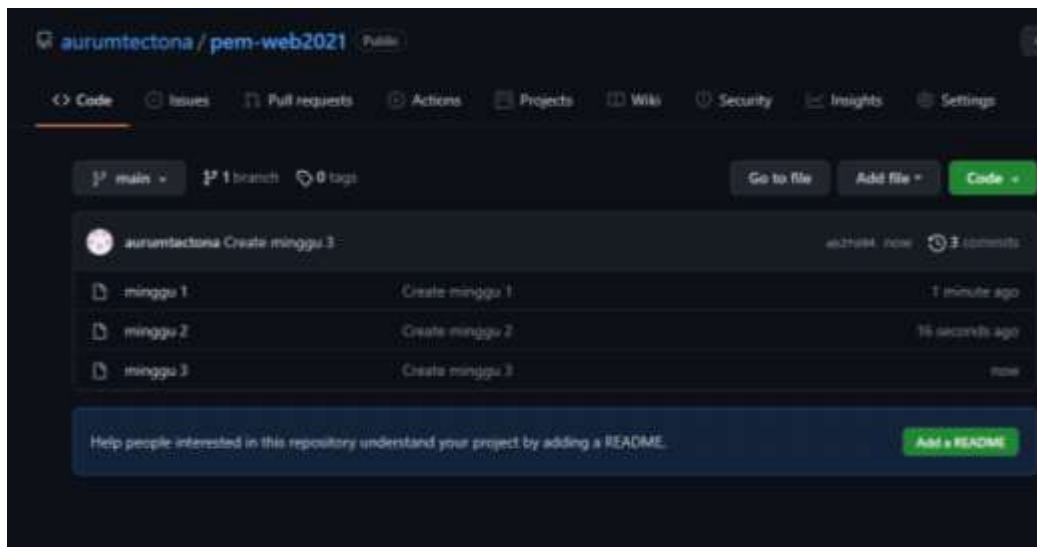 aurumtectona / pem-web2021 Public
<> Code Issues Pull requests Actions Projects Wiki Security Insights Settings
main 1 branch 0 tags Go to file Add file Code
aurumtectona Create minggu 3 now 3 commits
minggu 1 Create minggu 1 1 minute ago
minggu 2 Create minggu 2 16 seconds ago
minggu 3 Create minggu 3 now
Help people interested in this repository understand your project by adding a README. Add a README